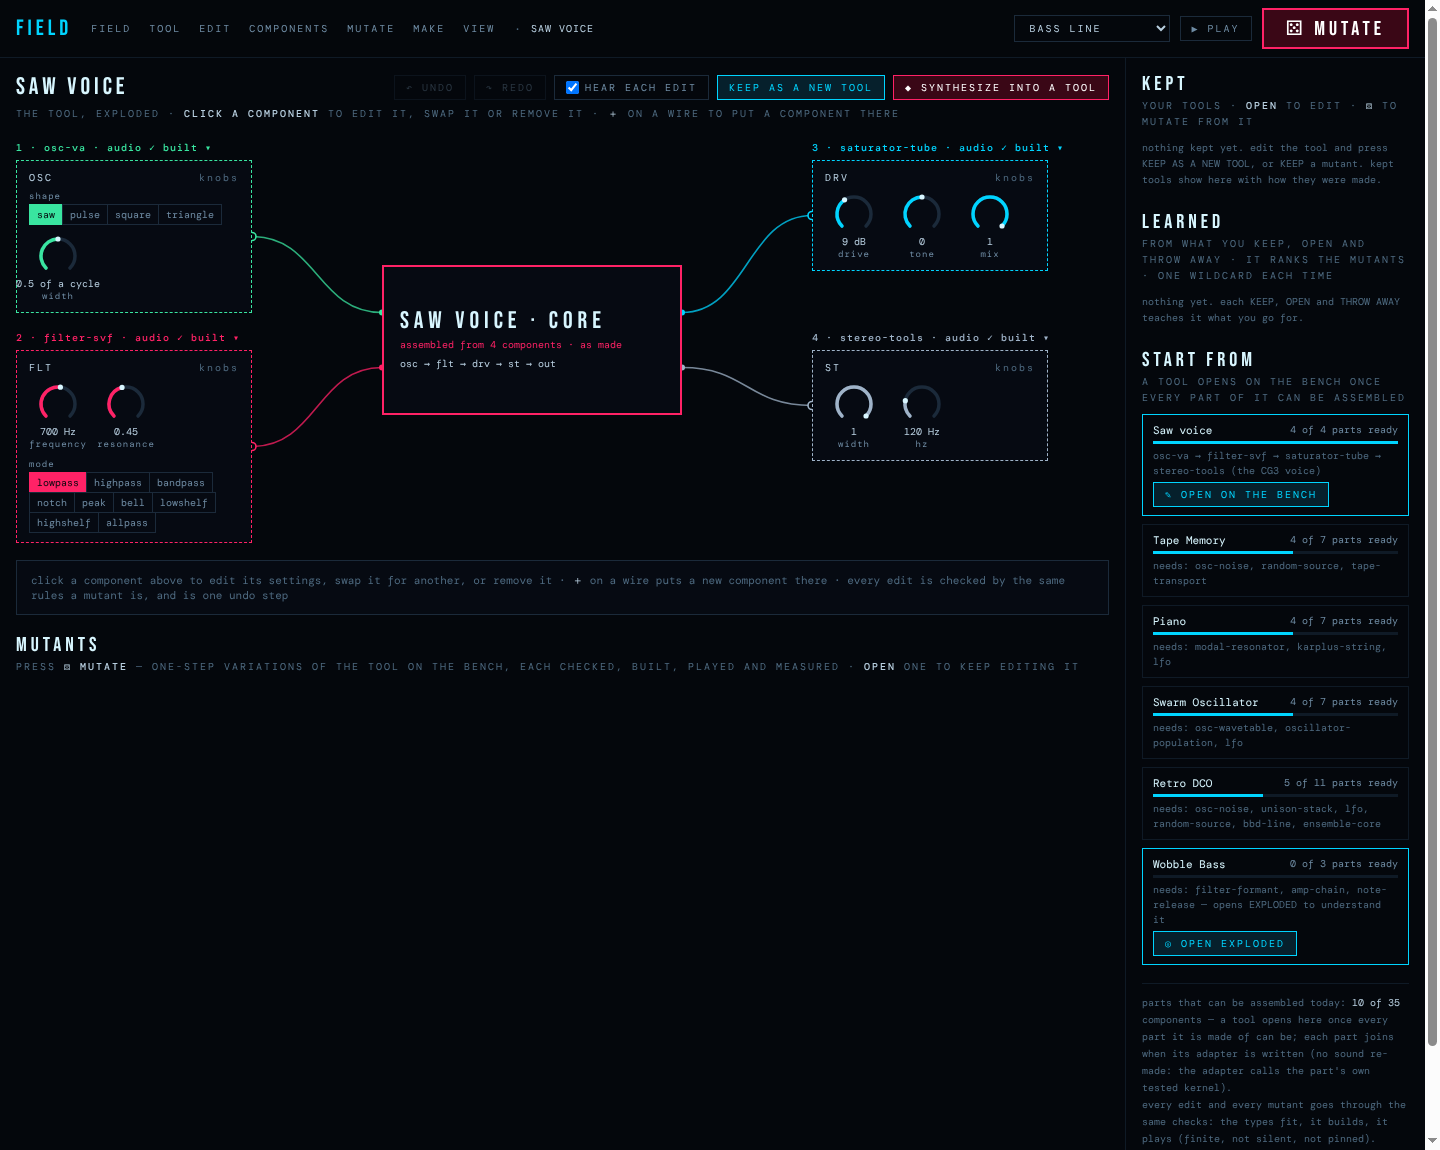 FIELD FIELD TOOL EDIT COMPONENTS MUTATE MAKE VIEW · SAW VOICE BASS LINE ▶ PLAY ⚄ MUTATE
SAW VOICE ↶ UNDO ↷ REDO HEAR EACH EDIT KEEP AS A NEW TOOL ◆ SYNTHESIZE INTO A TOOL
THE TOOL, EXPLODED · CLICK A COMPONENT TO EDIT IT, SWAP IT OR REMOVE IT · + ON A WIRE TO PUT A COMPONENT THERE
1 · osc-va · audio ✓ built ▾
OSC knobs
shape
saw pulse square triangle
0.5 of a cycle
width
2 · filter-svf · audio ✓ built ▾
FLT knobs
700 Hz 0.45
frequency resonance
mode
lowpass highpass bandpass
notch peak bell lowshelf
highshelf allpass
SAW VOICE · CORE
assembled from 4 components · as made
osc → flt → drv → st → out
3 · saturator-tube · audio ✓ built ▾
DRV knobs
9 dB 0 1
drive tone mix
4 · stereo-tools · audio ✓ built ▾
ST knobs
1 120 Hz
width hz
click a component above to edit its settings, swap it for another, or remove it · + on a wire puts a new component there · every edit is checked by the same
rules a mutant is, and is one undo step
MUTANTS
PRESS ⚄ MUTATE — ONE-STEP VARIATIONS OF THE TOOL ON THE BENCH, EACH CHECKED, BUILT, PLAYED AND MEASURED · OPEN ONE TO KEEP EDITING IT
KEPT
YOUR TOOLS · OPEN TO EDIT · ⚄ TO
MUTATE FROM IT
nothing kept yet. edit the tool and press
KEEP AS A NEW TOOL, or KEEP a mutant. kept
tools show here with how they were made.
LEARNED
FROM WHAT YOU KEEP, OPEN AND
THROW AWAY · IT RANKS THE MUTANTS
· ONE WILDCARD EACH TIME
nothing yet. each KEEP, OPEN and THROW AWAY
teaches it what you go for.
START FROM
A TOOL OPENS ON THE BENCH ONCE
EVERY PART OF IT CAN BE ASSEMBLED
Saw voice 4 of 4 parts ready
osc-va → filter-svf → saturator-tube →
stereo-tools (the CG3 voice)
✎ OPEN ON THE BENCH
Tape Memory 4 of 7 parts ready
needs: osc-noise, random-source, tape-
transport
Piano 4 of 7 parts ready
needs: modal-resonator, karplus-string,
lfo
Swarm Oscillator 4 of 7 parts ready
needs: osc-wavetable, oscillator-
population, lfo
Retro DCO 5 of 11 parts ready
needs: osc-noise, unison-stack, lfo,
random-source, bbd-line, ensemble-core
Wobble Bass 0 of 3 parts ready
needs: filter-formant, amp-chain, note-
release — opens EXPLODED to understand
it
◎ OPEN EXPLODED
parts that can be assembled today: 10 of 35
components — a tool opens here once every
part it is made of can be; each part joins
when its adapter is written (no sound re-
made: the adapter calls the part's own
tested kernel).
every edit and every mutant goes through the
same checks: the types fit, it builds, it
plays (finite, not silent, not pinned).